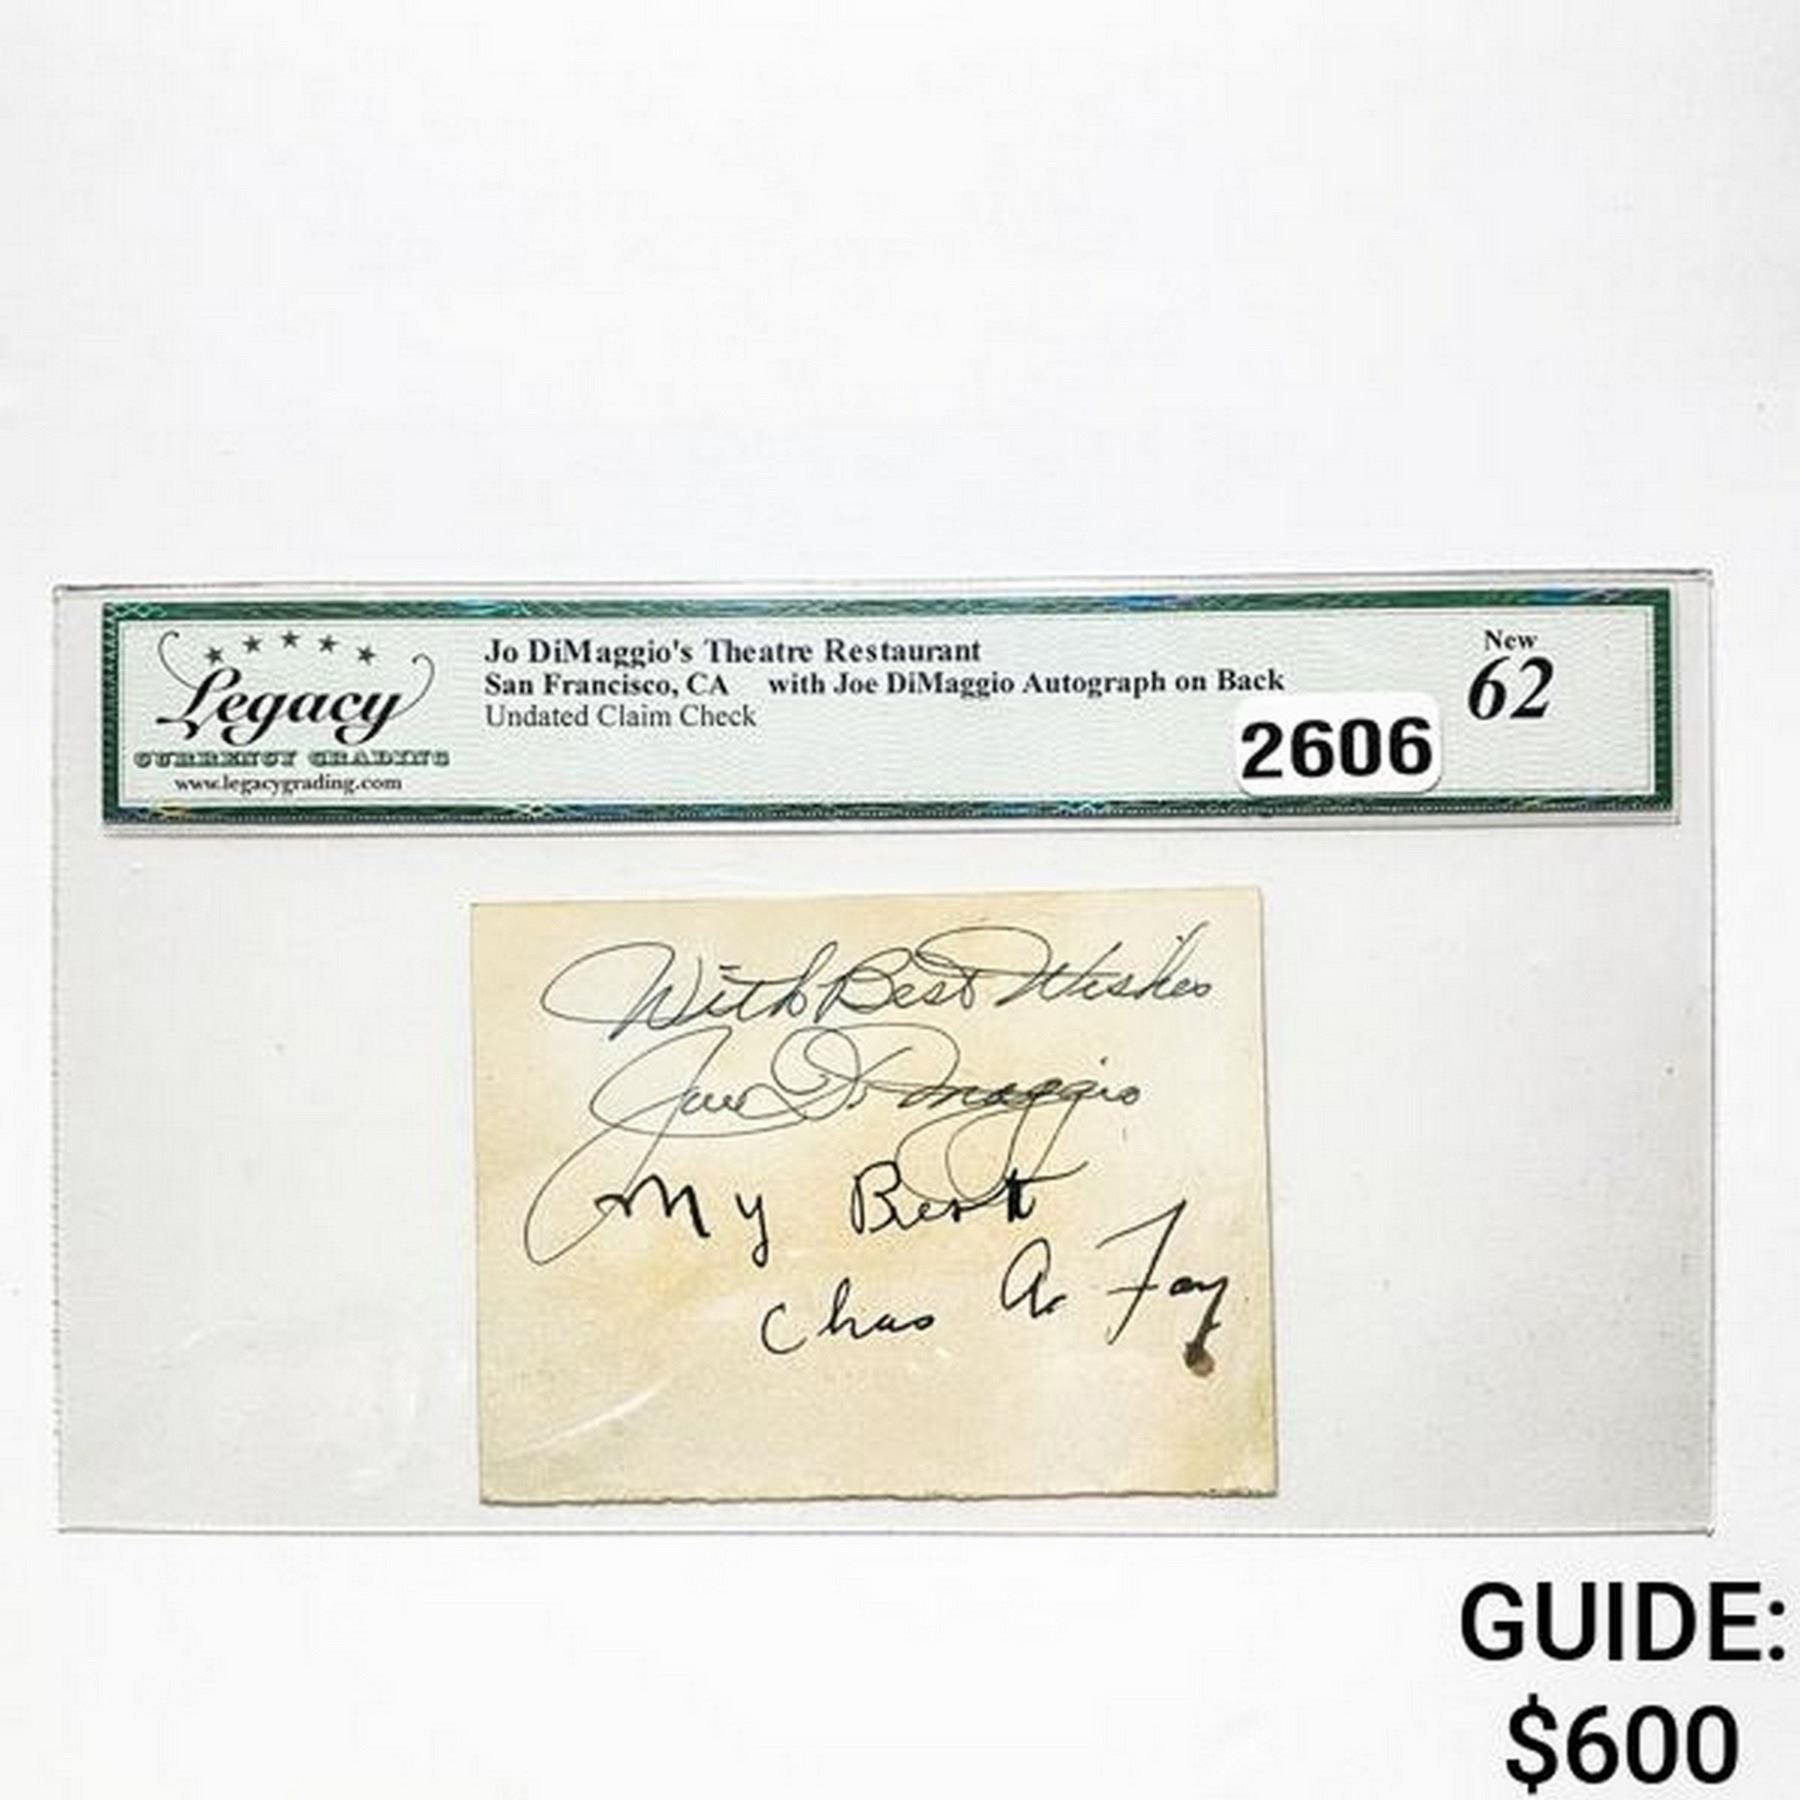 Legacy
CURRENCY GRADING
www.legacygrading.com
Jo DiMaggio's Theatre Restaurant
San Francisco, CA with Joe DiMaggio Autograph on Back
Undated Claim Check
New
62
2606
With Best Wishes
Joe DiMaggio
My Best
Chas A. Fay
GUIDE:
$600